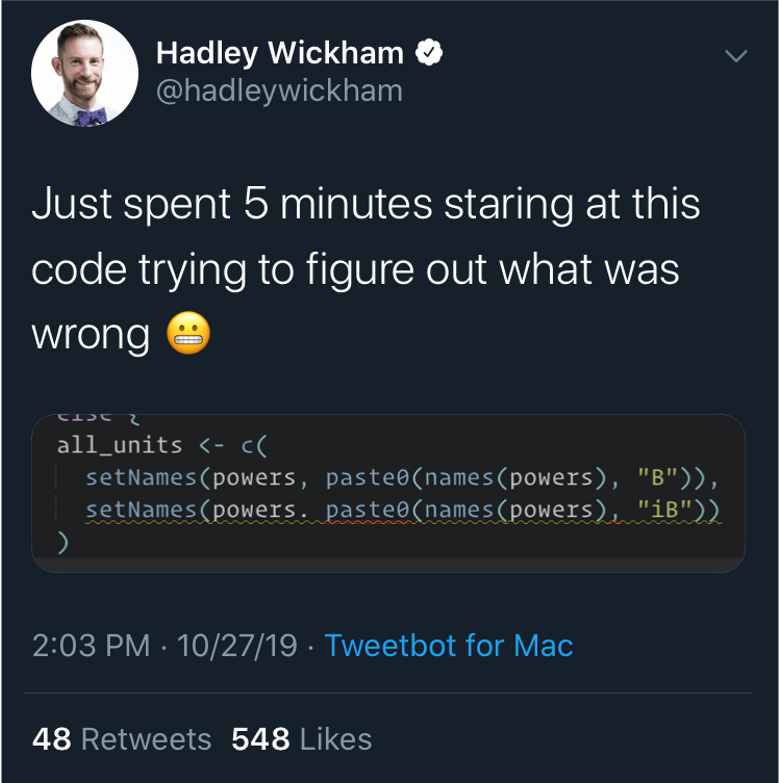 Hadley Wickham
@hadleywickham
Just spent 5 minutes staring at this
code trying to figure out what was
wrong 😬
else {
all_units <- c(
setNames(powers, paste0(names(powers), "B")),
setNames(powers. paste0(names(powers), "iB"))
)
2:03 PM · 10/27/19 · Tweetbot for Mac
48 Retweets 548 Likes